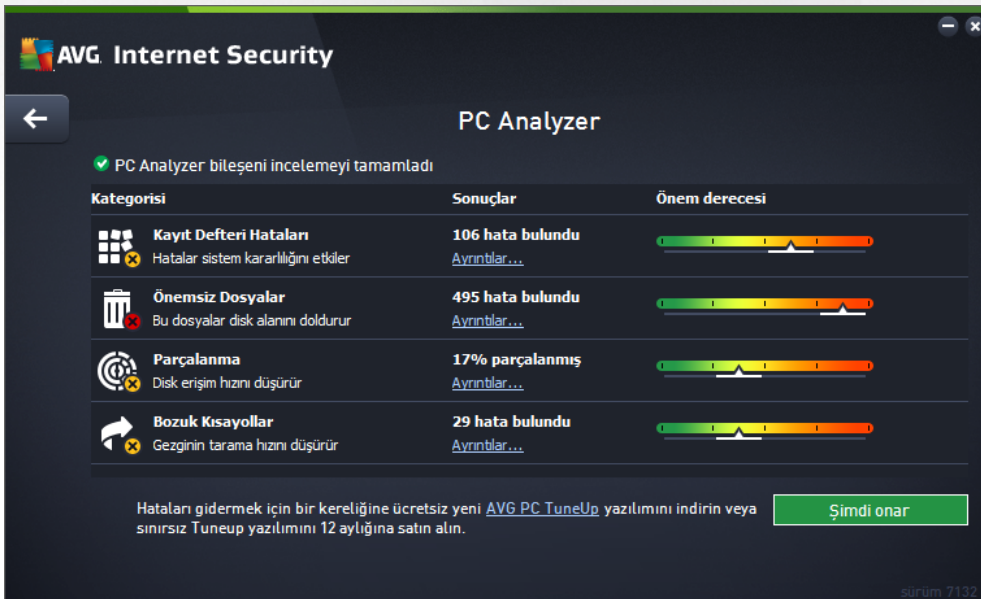 AVG. Internet Security
PC Analyzer
PC Analyzer bileşeni incelemeyi tamamladı
Kategorisi Sonuçlar Önem derecesi
Kayıt Defteri Hataları 106 hata bulundu
Hatalar sistem kararlılığını etkiler Ayrıntılar...
Önemsiz Dosyalar 495 hata bulundu
Bu dosyalar disk alanını doldurur Ayrıntılar...
Parçalanma 17% parçalanmış
Disk erişim hızını düşürür Ayrıntılar...
Bozuk Kısayollar 29 hata bulundu
Gezginin tarama hızını düşürür Ayrıntılar...
Hataları gidermek için bir kereliğine ücretsiz yeni AVG PC TuneUp yazılımını indirin veya
sınırsız Tuneup yazılımını 12 aylığına satın alın.
Şimdi onar
sürüm 7132